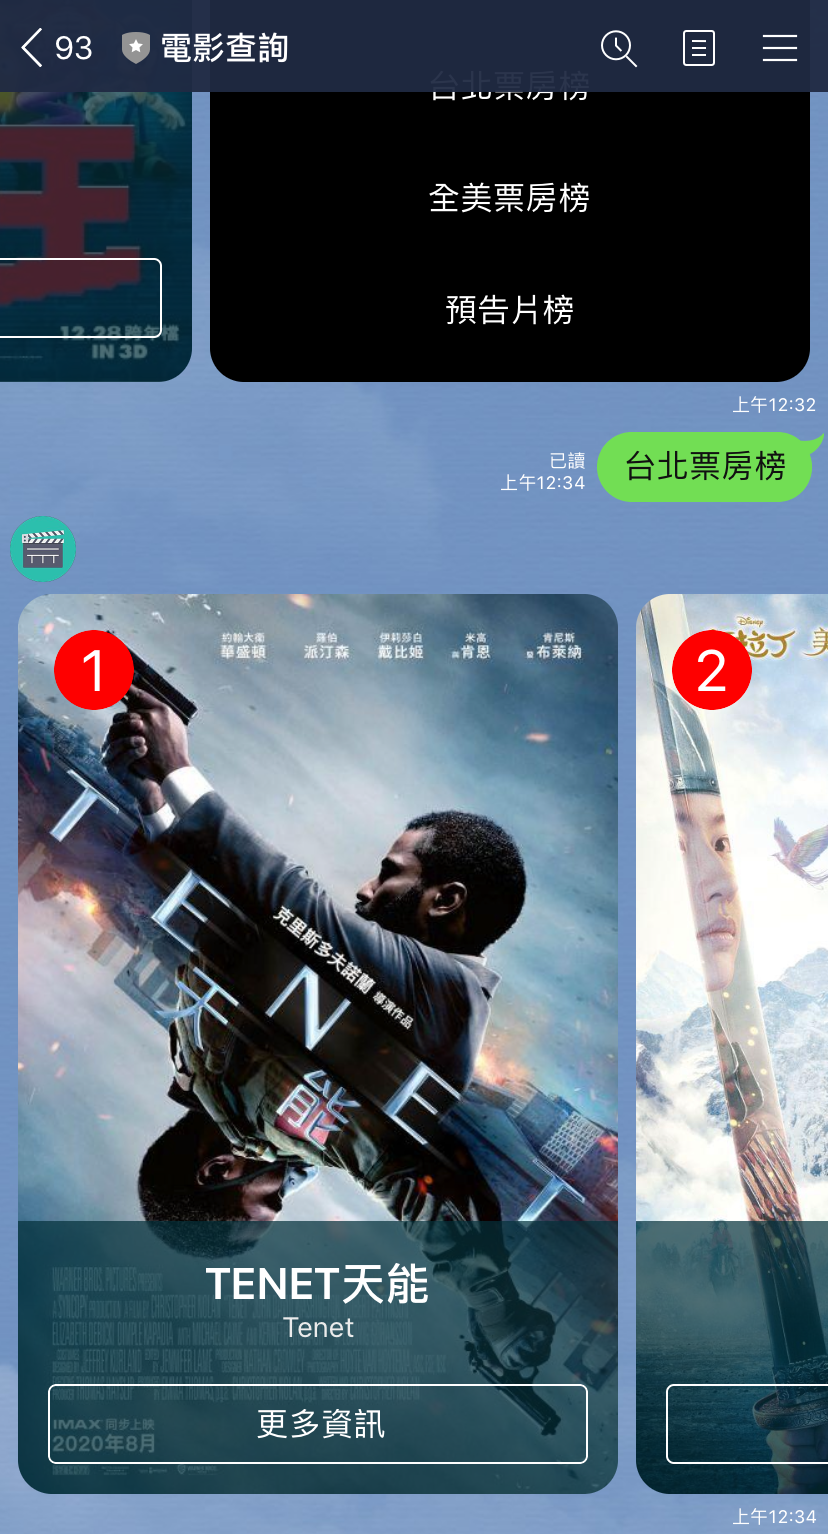 93 電影查詢
台北票房榜
全美票房榜
預告片榜
12.28跨年檔
IN 3D
上午12:32
台北票房榜
已讀
上午12:34
1
約翰大衛 華盛頓
羅伯 派汀森
伊莉莎白 戴比姬
米高 與肯恩
肯尼斯 布萊納
TENET
克里斯多夫諾蘭 導演作品
天能
TENET天能
Tenet
更多資訊
IMAX 同步上映
2020年8月
2
Disney
拉丁
上午12:34